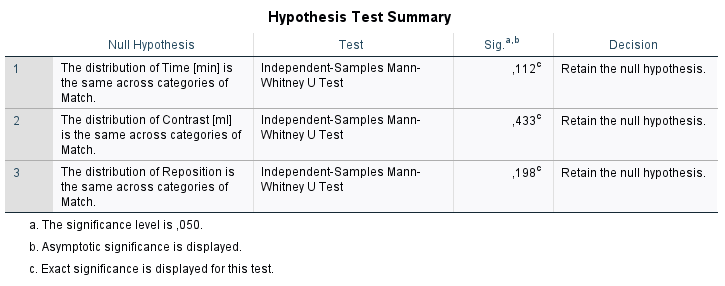 Hypothesis Test Summary
Null Hypothesis Test Sig.a,b Decision
1 The distribution of Time [min] is Independent-Samples Mann- ,112c Retain the null hypothesis.
the same across categories of Whitney U Test
Match.
2 The distribution of Contrast [ml] Independent-Samples Mann- ,433c Retain the null hypothesis.
is the same across categories of Whitney U Test
Match.
3 The distribution of Reposition is Independent-Samples Mann- ,198c Retain the null hypothesis.
the same across categories of Whitney U Test
Match.
a. The significance level is ,050.
b. Asymptotic significance is displayed.
c. Exact significance is displayed for this test.